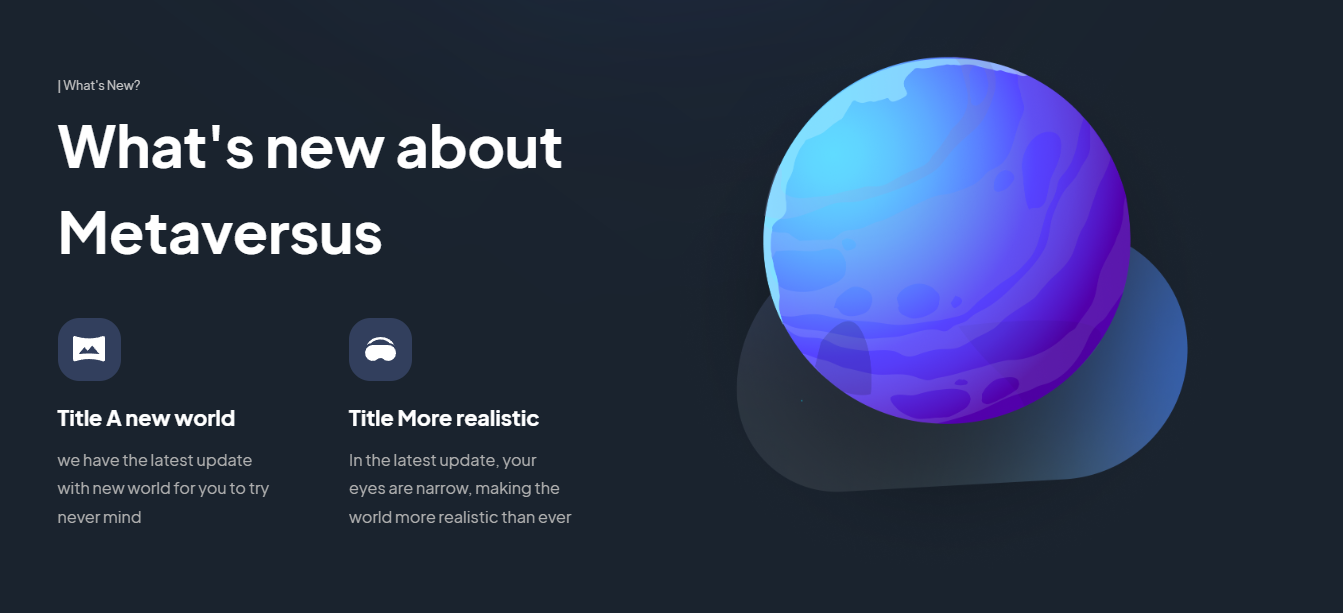 | What's New?
What's new about
Metaversus
Title A new world
we have the latest update
with new world for you to try
never mind
Title More realistic
In the latest update, your
eyes are narrow, making the
world more realistic than ever